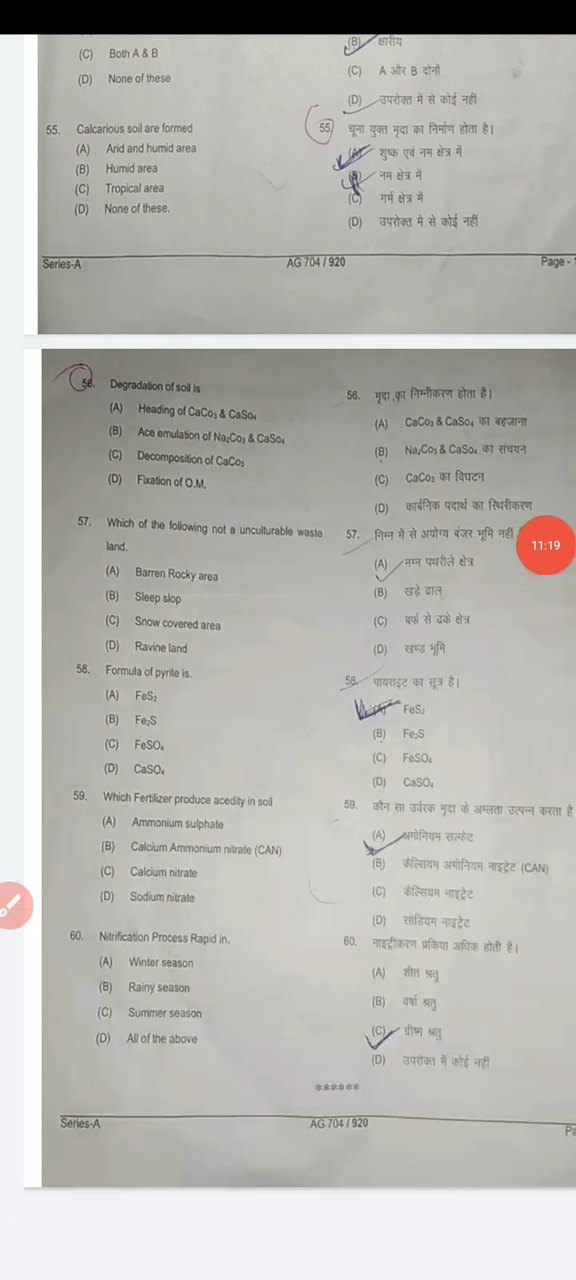 (C) Both A & B
(D) None of these
55. Calcarious soil are formed
(A) Arid and humid area
(B) Humid area
(C) Tropical area
(D) None of these.
(B) क्षारीय
(C) A और B दोनों
(D) उपरोक्त में से कोई नहीं
55. चूना युक्त मृदा का निर्माण होता है।
(A) शुष्क एवं नम क्षेत्र में
(B) नम क्षेत्र में
(C) गर्म क्षेत्र में
(D) उपरोक्त मे से कोई नहीं
Series-A AG 704 / 920 Page -
56. Degradation of soil is
(A) Heading of CaCo₃ & CaSo₄
(B) Ace emulation of Na₂Co₃ & CaSo₄
(C) Decomposition of CaCo₃
(D) Fixation of O.M.
57. Which of the following not a unculturable waste
land.
(A) Barren Rocky area
(B) Sleep slop
(C) Snow covered area
(D) Ravine land
58. Formula of pyrite is.
(A) FeS₂
(B) Fe₂S
(C) FeSO₄
(D) CaSO₄
59. Which Fertilizer produce acedity in soil
(A) Ammonium sulphate
(B) Calcium Ammonium nitrate (CAN)
(C) Calcium nitrate
(D) Sodium nitrate
60. Nitrification Process Rapid in.
(A) Winter season
(B) Rainy season
(C) Summer season
(D) All of the above
56. मृदा का निम्नीकरण होता है।
(A) CaCo₃ & CaSo₄ का बहजाना
(B) Na₂Co₃ & CaSo₄ का संचयन
(C) CaCo₃ का विघटन
(D) कार्बनिक पदार्थ का स्थिरीकरण
57. निम्न में से अयोग्य बंजर भूमि नहीं
(A) नग्न पथरीले क्षेत्र
(B) खड़े ढाल
(C) बर्फ से ढके क्षेत्र
(D) खण्ड भूमि
58. पायराइट का सूत्र है।
(A) FeS₂
(B) Fe₂S
(C) FeSO₄
(D) CaSO₄
59. कौन सा उर्वरक मृदा के अम्लता उत्पन्न करता है
(A) अमोनियम सल्फेट
(B) कैल्सियम अमोनियम नाइट्रेट (CAN)
(C) कैल्सियम नाइट्रेट
(D) सोडियम नाइट्रेट
60. नाइट्रीकरण प्रकिया अधिक होती है।
(A) शीत श्रतु
(B) वर्षा श्रतु
(C) ग्रीष्म श्रतु
(D) उपरोक्त में कोई नहीं
******
Series-A AG 704 / 920 Pa
11:19